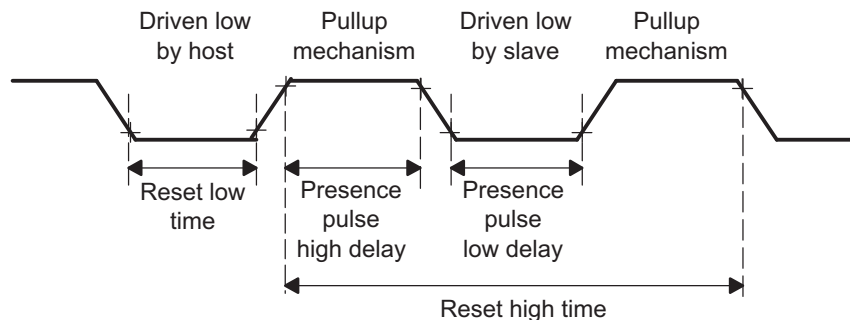 Driven low
by host
Pullup
mechanism
Driven low
by slave
Pullup
mechanism
Reset low
time
Presence
pulse
high delay
Presence
pulse
low delay
Reset high time